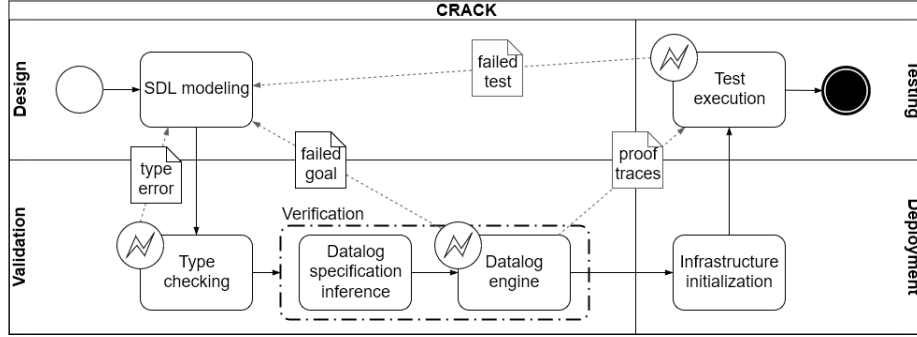 CRACK
Design
SDL modeling
failed
test
Test
execution
Testing
type
error
failed
goal
proof
traces
Validation
Verification
Type
checking
Datalog
specification
inference
Datalog
engine
Infrastructure
initialization
Deployment